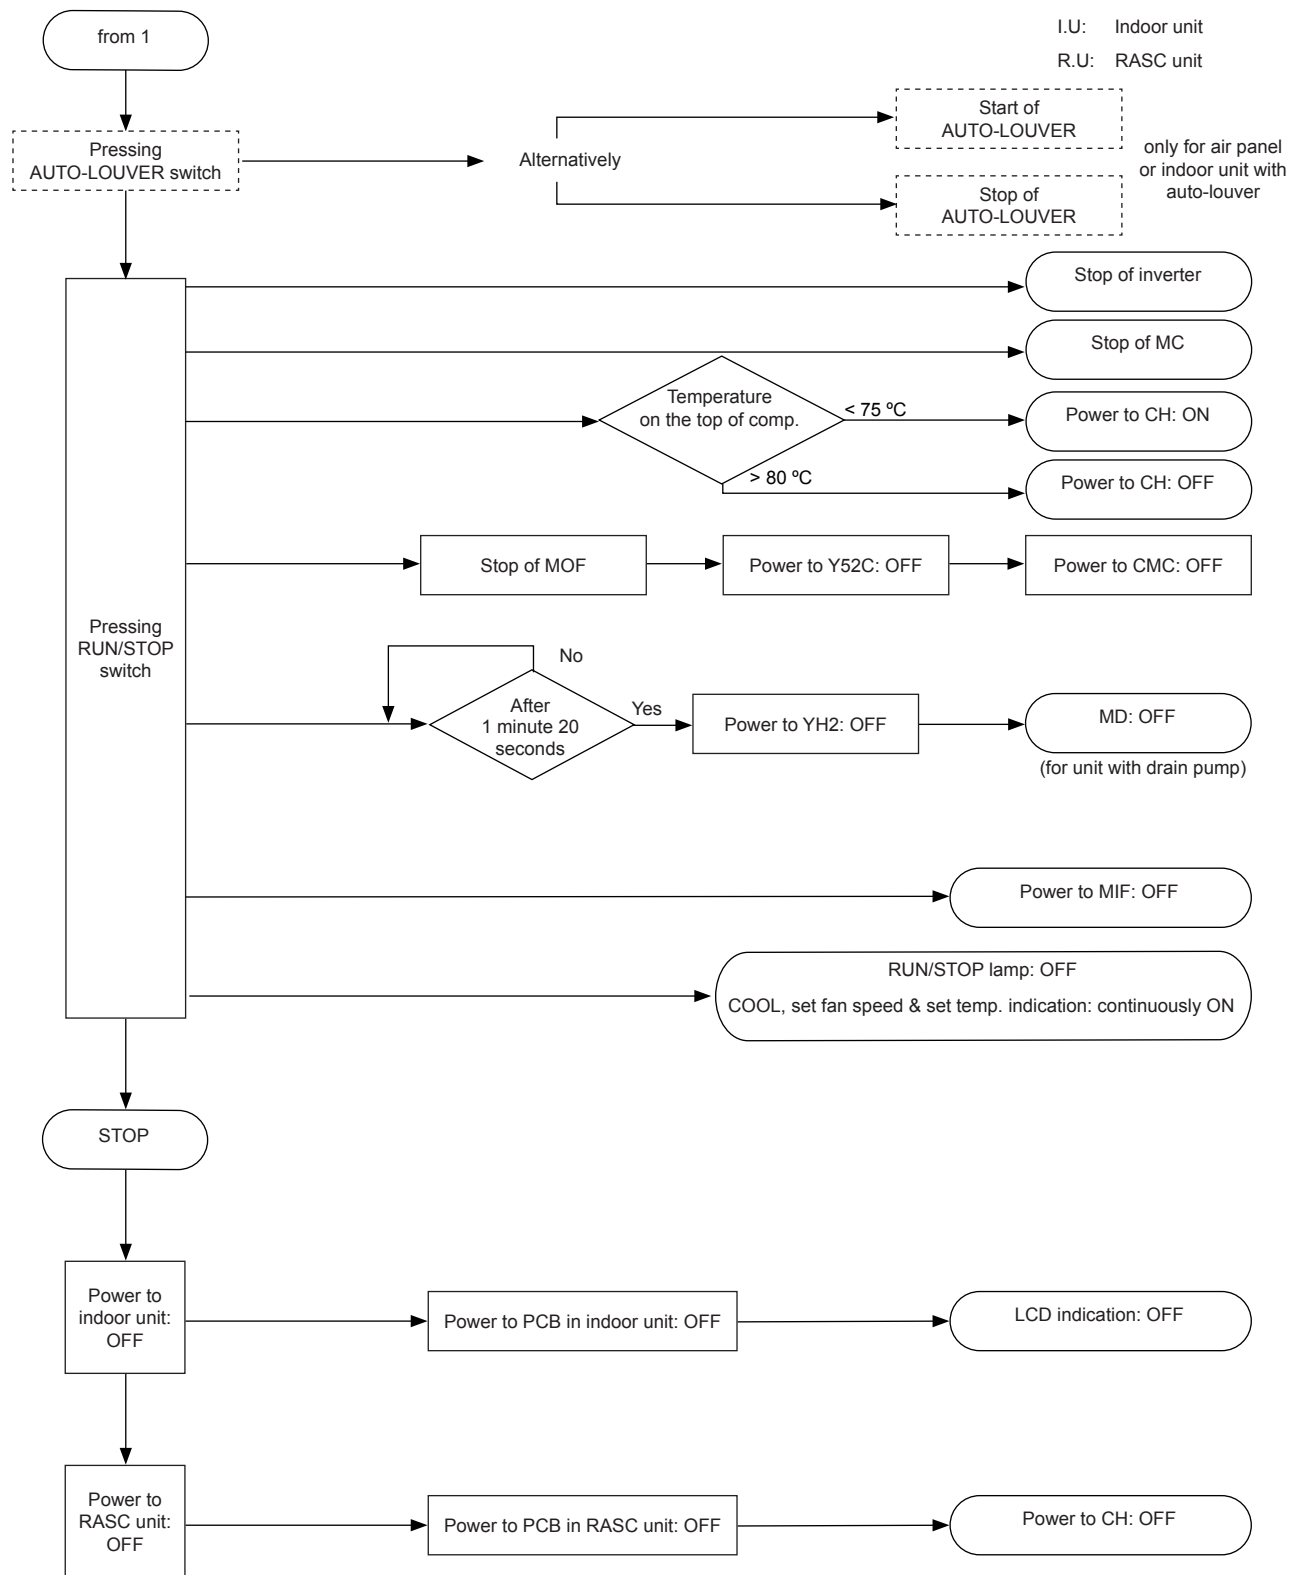 from 1
I.U: Indoor unit
R.U: RASC unit
Start of
AUTO-LOUVER
Pressing
AUTO-LOUVER switch
Alternatively
only for air panel
or indoor unit with
auto-louver
Stop of
AUTO-LOUVER
Stop of inverter
Stop of MC
Temperature
on the top of comp.
< 75 ºC
Power to CH: ON
> 80 ºC
Power to CH: OFF
Stop of MOF
Power to Y52C: OFF
Power to CMC: OFF
Pressing
RUN/STOP
switch
No
After
1 minute 20
seconds
Yes
Power to YH2: OFF
MD: OFF
(for unit with drain pump)
Power to MIF: OFF
RUN/STOP lamp: OFF
COOL, set fan speed & set temp. indication: continuously ON
STOP
Power to
indoor unit:
OFF
Power to PCB in indoor unit: OFF
LCD indication: OFF
Power to
RASC unit:
OFF
Power to PCB in RASC unit: OFF
Power to CH: OFF